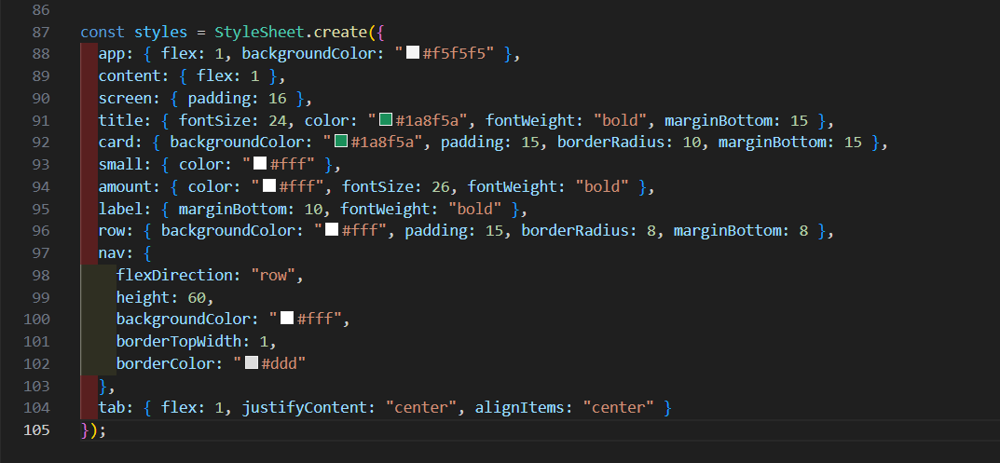 86
87 const styles = StyleSheet.create({
88 app: { flex: 1, backgroundColor: "#f5f5f5" },
89 content: { flex: 1 },
90 screen: { padding: 16 },
91 title: { fontSize: 24, color: "#1a8f5a", fontWeight: "bold", marginBottom: 15 },
92 card: { backgroundColor: "#1a8f5a", padding: 15, borderRadius: 10, marginBottom: 15 },
93 small: { color: "#fff" },
94 amount: { color: "#fff", fontSize: 26, fontWeight: "bold" },
95 label: { marginBottom: 10, fontWeight: "bold" },
96 row: { backgroundColor: "#fff", padding: 15, borderRadius: 8, marginBottom: 8 },
97 nav: {
98 flexDirection: "row",
99 height: 60,
100 backgroundColor: "#fff",
101 borderTopWidth: 1,
102 borderColor: "#ddd"
103 },
104 tab: { flex: 1, justifyContent: "center", alignItems: "center" }
105 });